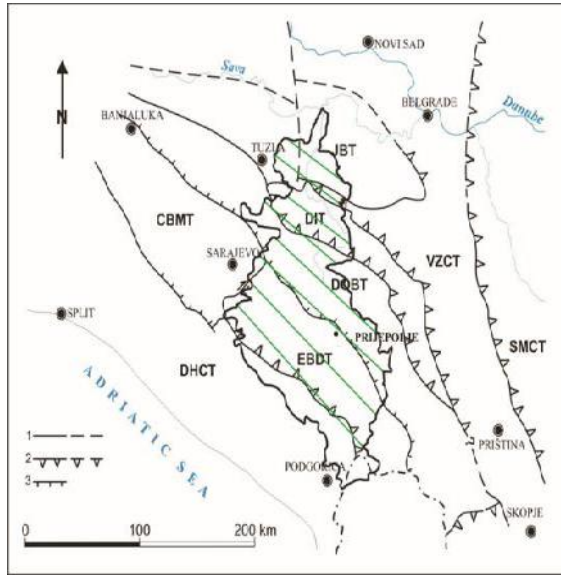 NOVI SAD
Sava
N
BANJALUKA
BELGRADE
Danube
TUZLA
JBT
CBMT
DIT
SARAJEVO
VZCT
DOBT
SPLIT
PRIJEPOLJE
SMCT
DHCT
EBDT
ADRIATIC SEA
1
2
3
PRIŠTINA
PODGORICA
SKOPJE
0 100 200 km